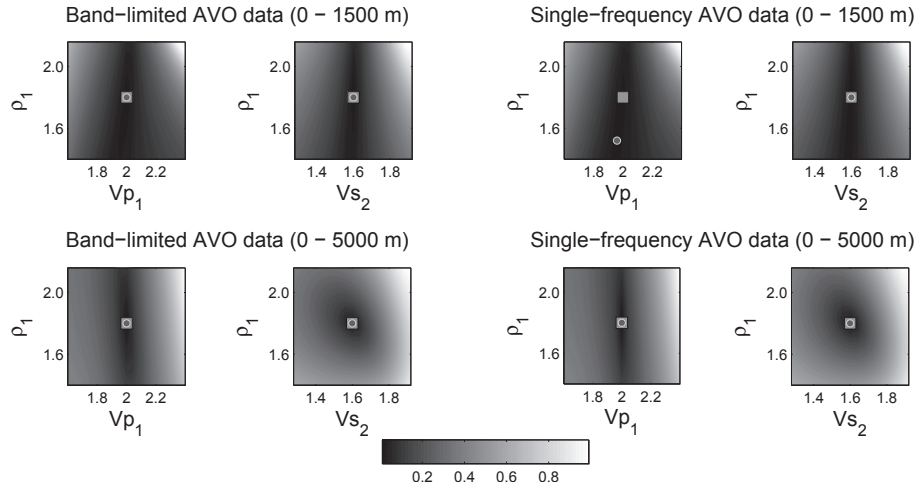 Band−limited AVO data (0 − 1500 m)
Single−frequency AVO data (0 − 1500 m)
ρ1
2.0
1.6
1.8 2 2.2
Vp1
ρ1
2.0
1.6
1.4 1.6 1.8
Vs2
ρ1
2.0
1.6
1.8 2 2.2
Vp1
ρ1
2.0
1.6
1.4 1.6 1.8
Vs2
Band−limited AVO data (0 − 5000 m)
Single−frequency AVO data (0 − 5000 m)
ρ1
2.0
1.6
1.8 2 2.2
Vp1
ρ1
2.0
1.6
1.4 1.6 1.8
Vs2
ρ1
2.0
1.6
1.8 2 2.2
Vp1
ρ1
2.0
1.6
1.4 1.6 1.8
Vs2
0.2 0.4 0.6 0.8